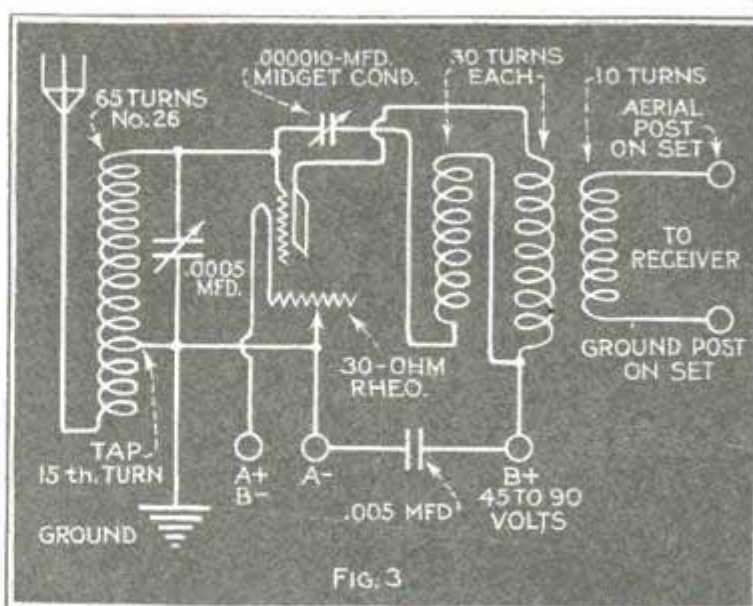 .000010-MFD.
MIDGET COND.
30 TURNS
EACH
10 TURNS
65 TURNS
No. 26
AERIAL
POST
ON SET
.0005
MFD.
TO
RECEIVER
30-OHM
RHEO.
GROUND POST
ON SET
TAP
15th. TURN
A+
B-
A-
B+
45 TO 90
VOLTS
.005 MFD
GROUND
FIG. 3